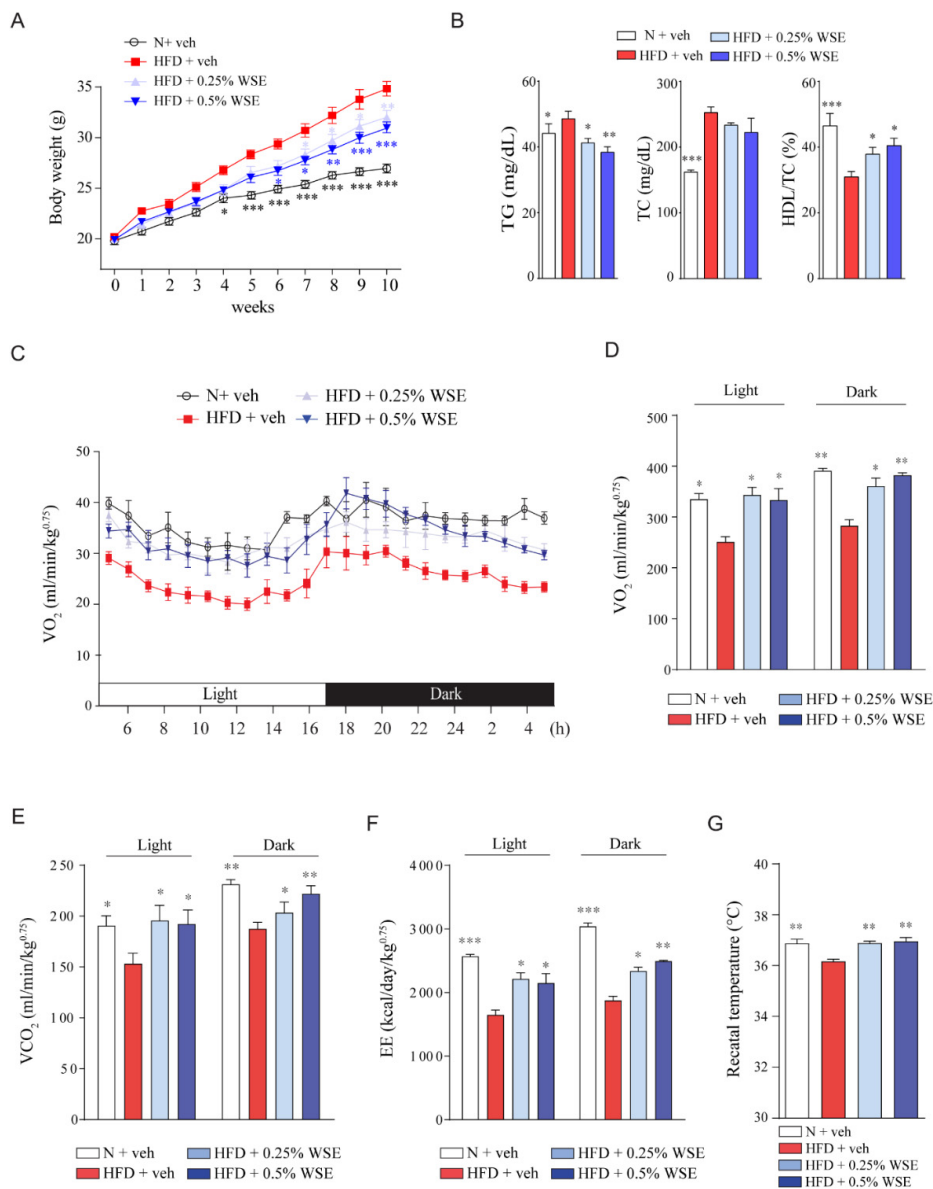 A
N+ veh
HFD + veh
HFD + 0.25% WSE
HFD + 0.5% WSE
Body weight (g)
35
30
25
20
** 
* * * * ***
* * ** *** ***
* *** *** *** *** *** ***
0 1 2 3 4 5 6 7 8 9 10
weeks
B
N + veh
HFD + veh
HFD + 0.25% WSE
HFD + 0.5% WSE
TG (mg/dL)
60
40
20
0
* * **
TC (mg/dL)
300
200
100
0
***
HDL/TC (%)
60
40
20
0
*** * *
C
N+ veh
HFD + veh
HFD + 0.25% WSE
HFD + 0.5% WSE
VO2 (ml/min/kg0.75)
50
40
30
20
10
0
Light Dark
6 8 10 12 14 16 18 20 22 24 2 4 (h)
D
Light Dark
VO2 (ml/min/kg0.75)
500
400
300
200
100
0
* * * ** * **
N + veh
HFD + veh
HFD + 0.25% WSE
HFD + 0.5% WSE
E
Light Dark
VCO2 (ml/min/kg0.75)
250
200
150
100
50
0
* * * ** * **
N + veh
HFD + veh
HFD + 0.25% WSE
HFD + 0.5% WSE
F
Light Dark
EE (kcal/day/kg0.75)
4 000
3 000
2 000
1 000
0
*** * * *** * **
N + veh
HFD + veh
HFD + 0.25% WSE
HFD + 0.5% WSE
G
Recatal temperature (°C)
40
38
36
34
32
30
** ** **
N + veh
HFD + veh
HFD + 0.25% WSE
HFD + 0.5% WSE